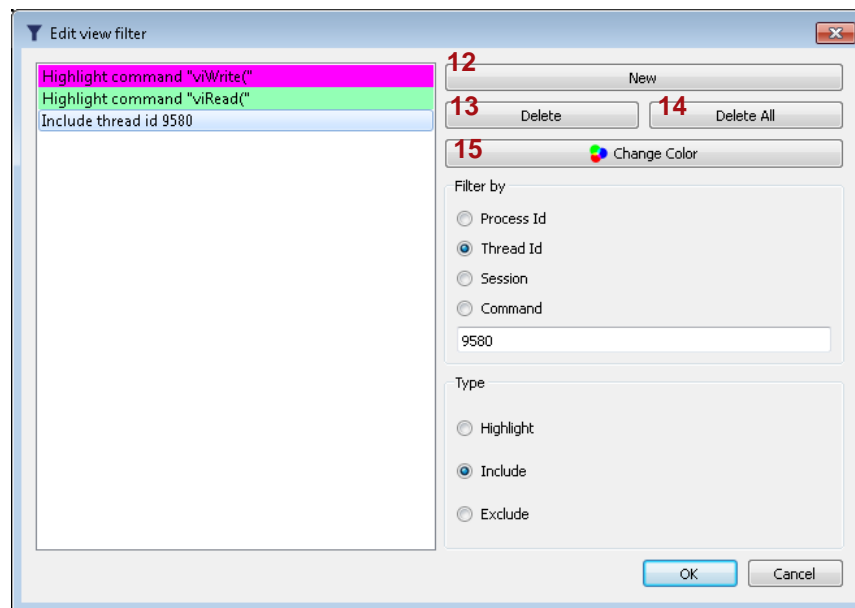 Edit view filter
Highlight command "viWrite("
Highlight command "viRead("
Include thread id 9580
12
New
13
Delete
14
Delete All
15
Change Color
Filter by
Process Id
Thread Id
Session
Command
9580
Type
Highlight
Include
Exclude
OK
Cancel